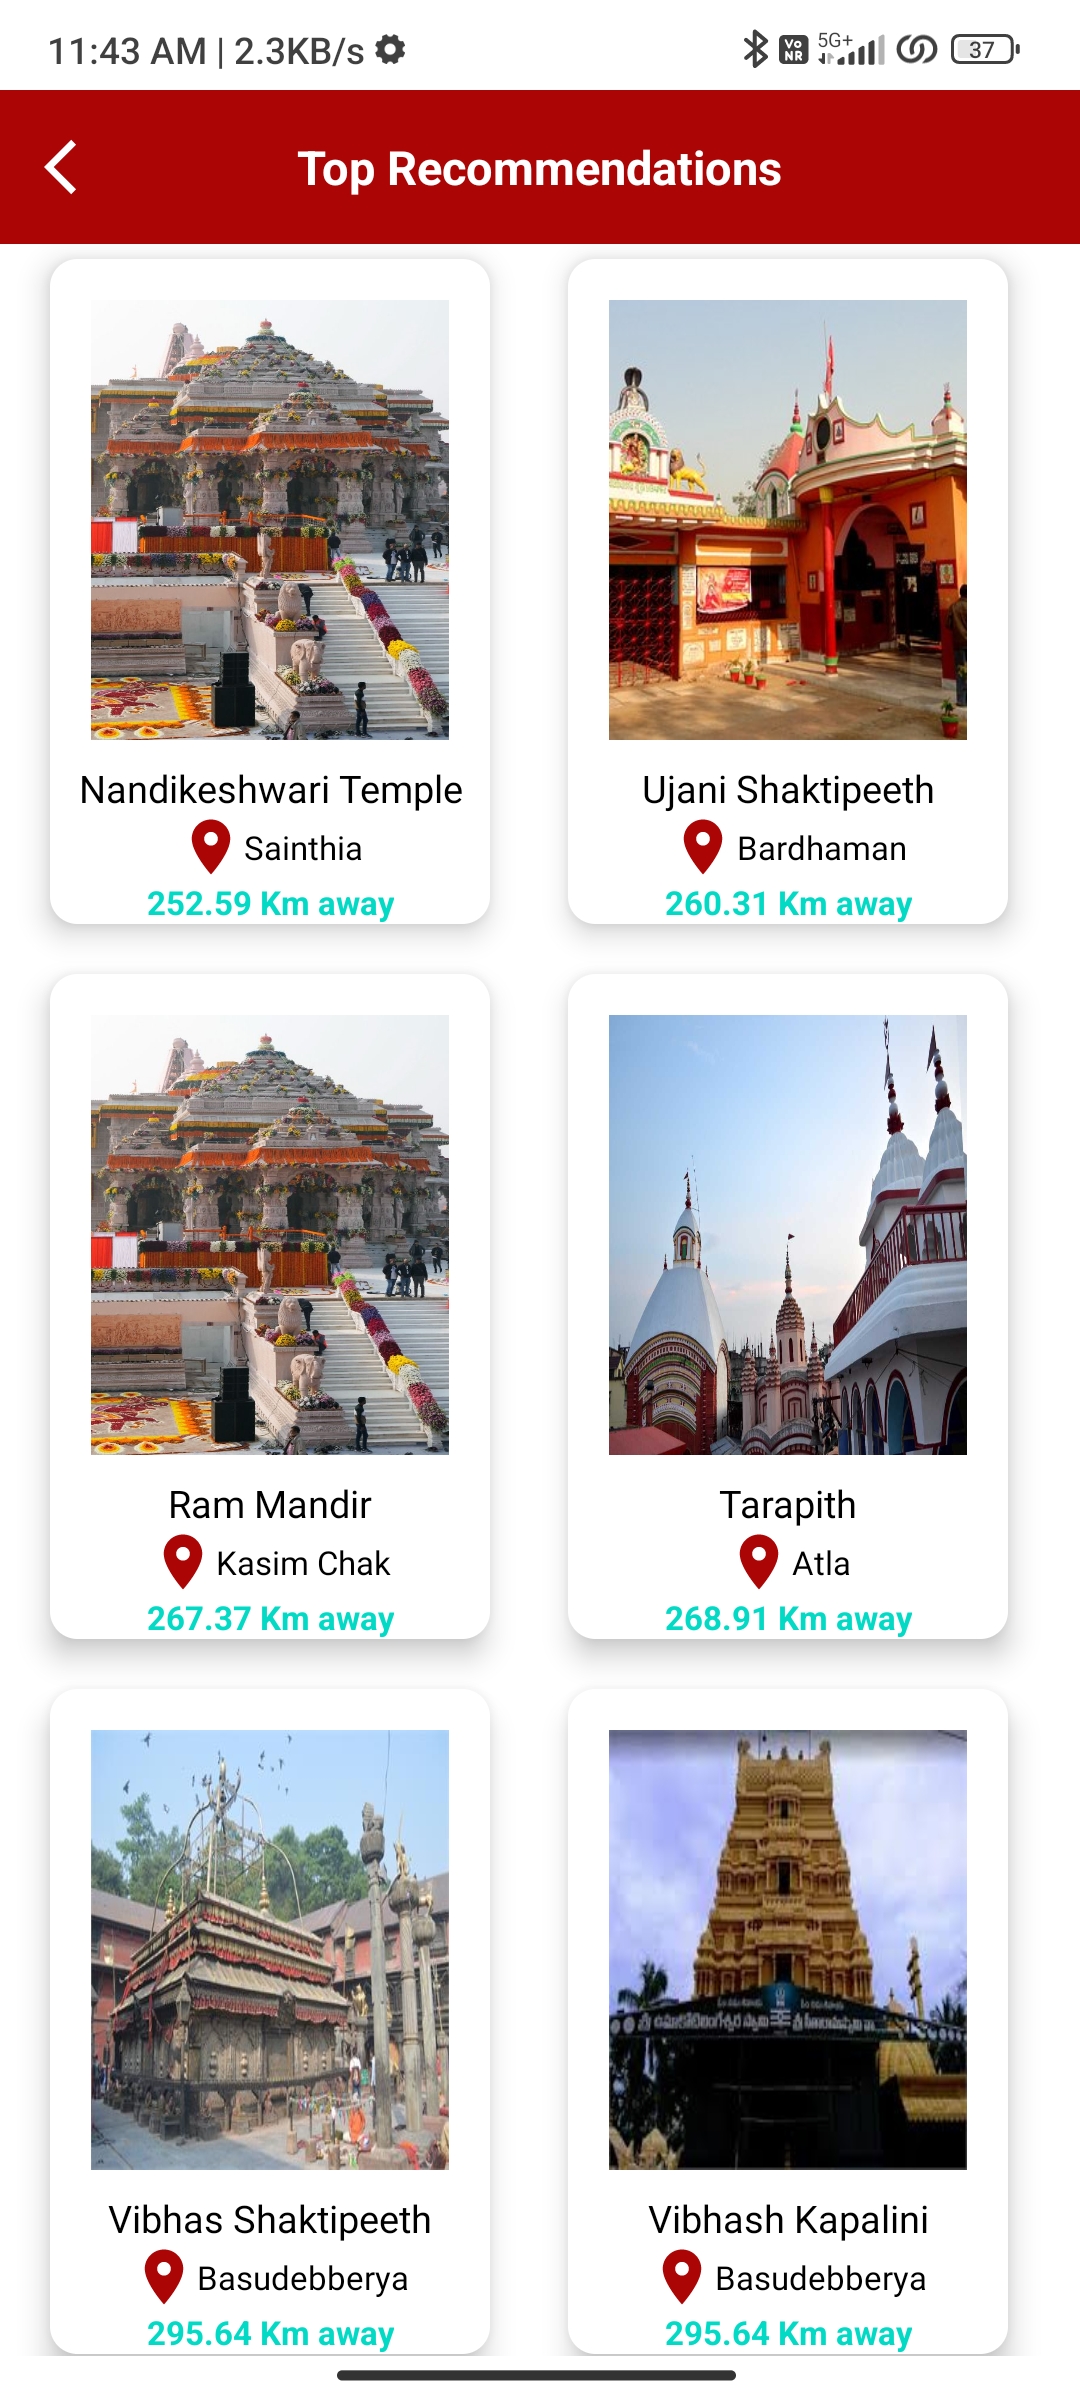 11:43 AM | 2.3KB/s
Vo NR 5G+ 37
Top Recommendations
Nandikeshwari Temple
Sainthia
252.59 Km away
Ujani Shaktipeeth
Bardhaman
260.31 Km away
Ram Mandir
Kasim Chak
267.37 Km away
Tarapith
Atla
268.91 Km away
Vibhas Shaktipeeth
Basudebberya
295.64 Km away
Vibhash Kapalini
Basudebberya
295.64 Km away